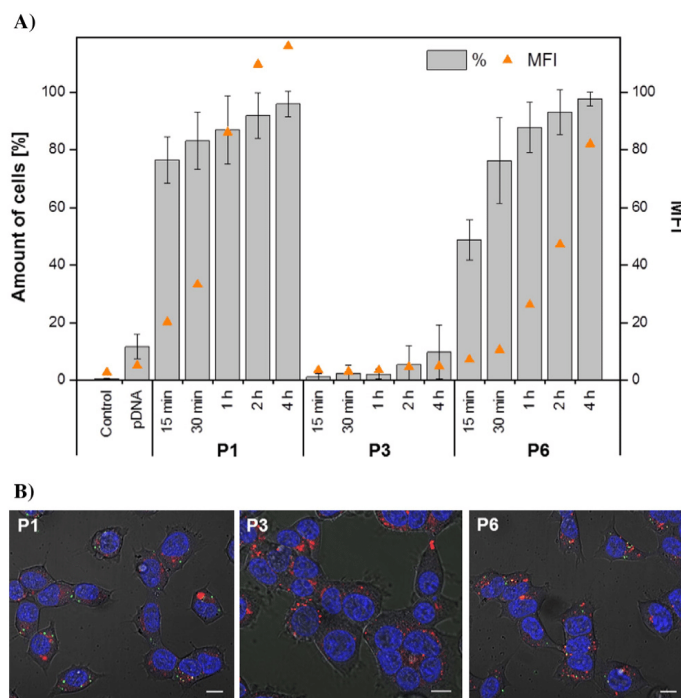 A)
% MFI
Amount of cells [%]
100
80
60
40
20
0
100
80
60
40
20
0
MFI
Control
pDNA
15 min
30 min
1 h
2 h
4 h
15 min
30 min
1 h
2 h
4 h
15 min
30 min
1 h
2 h
4 h
P1 P3 P6
B)
P1 P3 P6